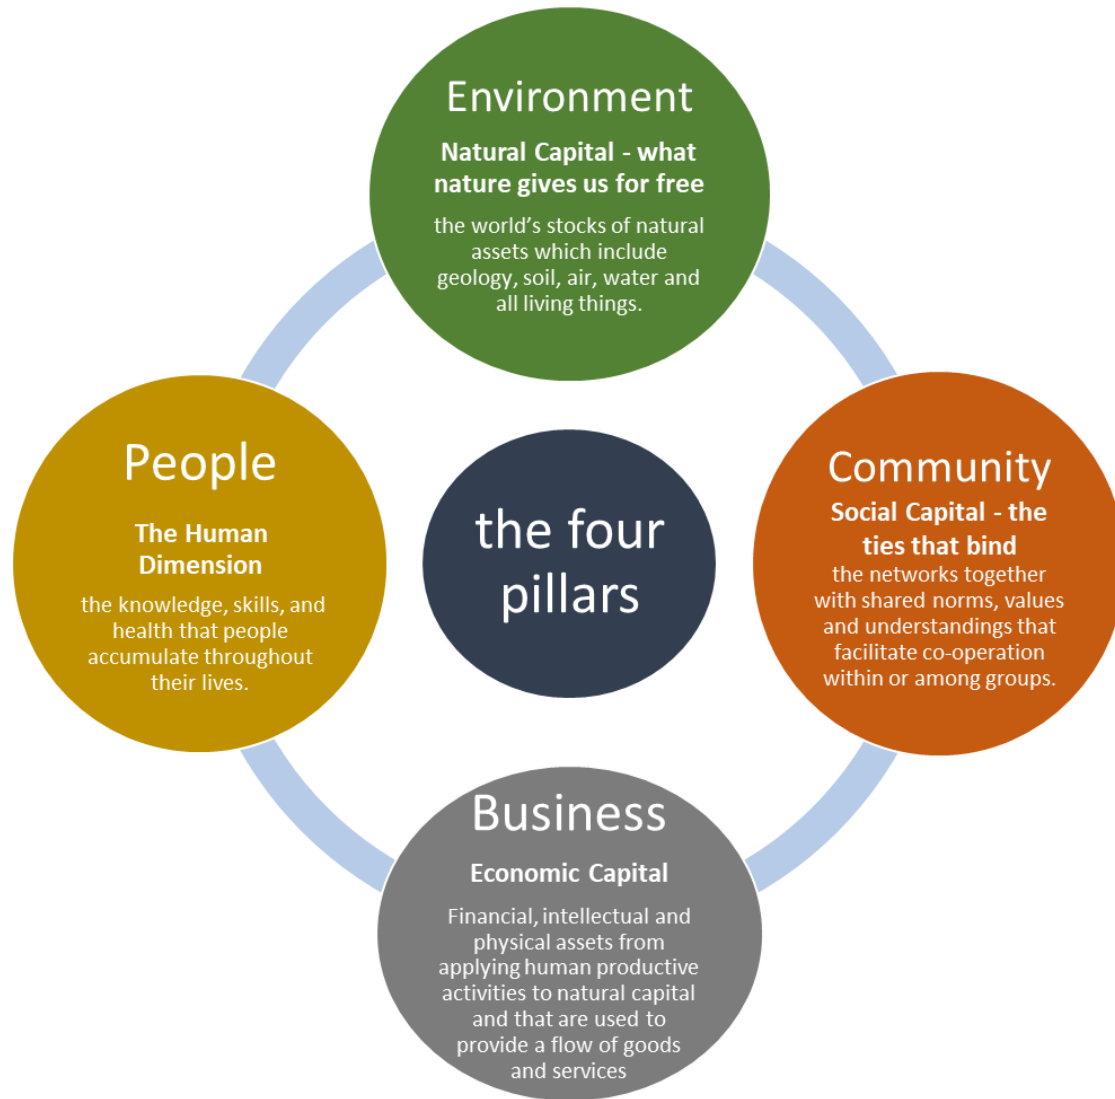 Environment
Natural Capital - what
nature gives us for free
the world’s stocks of natural
assets which include
geology, soil, air, water and
all living things.
People
The Human
Dimension
the knowledge, skills, and
health that people
accumulate throughout
their lives.
the four
pillars
Community
Social Capital - the
ties that bind
the networks together
with shared norms, values
and understandings that
facilitate co-operation
within or among groups.
Business
Economic Capital
Financial, intellectual and
physical assets from
applying human productive
activities to natural capital
and that are used to
provide a flow of goods
and services